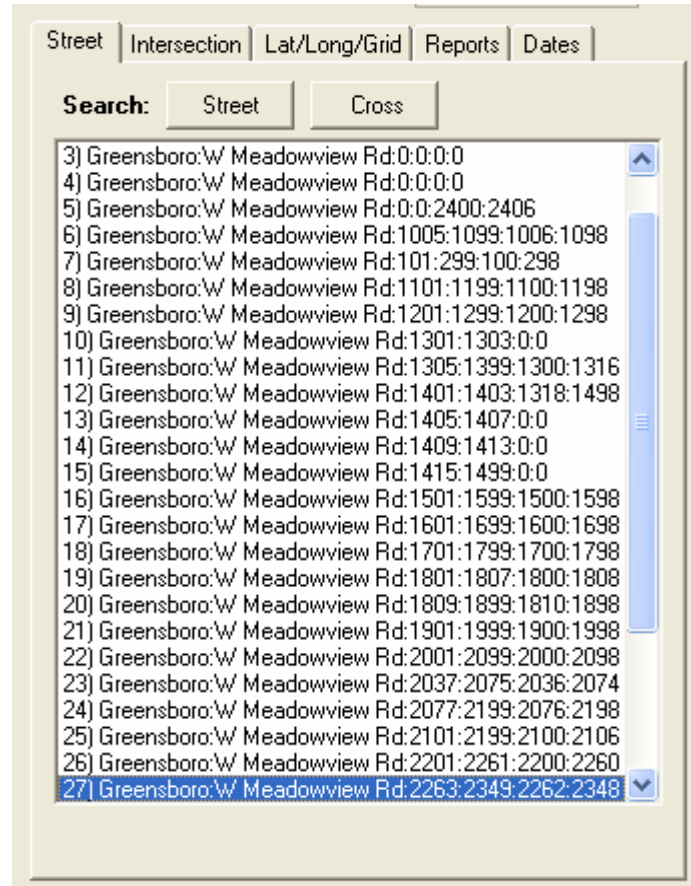 Street Intersection Lat/Long/Grid Reports Dates
Search: Street Cross
3) Greensboro:W Meadowview Rd:0:0:0:0
4) Greensboro:W Meadowview Rd:0:0:0:0
5) Greensboro:W Meadowview Rd:0:0:2400:2406
6) Greensboro:W Meadowview Rd:1005:1099:1006:1098
7) Greensboro:W Meadowview Rd:101:299:100:298
8) Greensboro:W Meadowview Rd:1101:1199:1100:1198
9) Greensboro:W Meadowview Rd:1201:1299:1200:1298
10) Greensboro:W Meadowview Rd:1301:1303:0:0
11) Greensboro:W Meadowview Rd:1305:1399:1300:1316
12) Greensboro:W Meadowview Rd:1401:1403:1318:1498
13) Greensboro:W Meadowview Rd:1405:1407:0:0
14) Greensboro:W Meadowview Rd:1409:1413:0:0
15) Greensboro:W Meadowview Rd:1415:1499:0:0
16) Greensboro:W Meadowview Rd:1501:1599:1500:1598
17) Greensboro:W Meadowview Rd:1601:1699:1600:1698
18) Greensboro:W Meadowview Rd:1701:1799:1700:1798
19) Greensboro:W Meadowview Rd:1801:1807:1800:1808
20) Greensboro:W Meadowview Rd:1809:1899:1810:1898
21) Greensboro:W Meadowview Rd:1901:1999:1900:1998
22) Greensboro:W Meadowview Rd:2001:2099:2000:2098
23) Greensboro:W Meadowview Rd:2037:2075:2036:2074
24) Greensboro:W Meadowview Rd:2077:2199:2076:2198
25) Greensboro:W Meadowview Rd:2101:2199:2100:2106
26) Greensboro:W Meadowview Rd:2201:2261:2200:2260
27) Greensboro:W Meadowview Rd:2263:2349:2262:2348